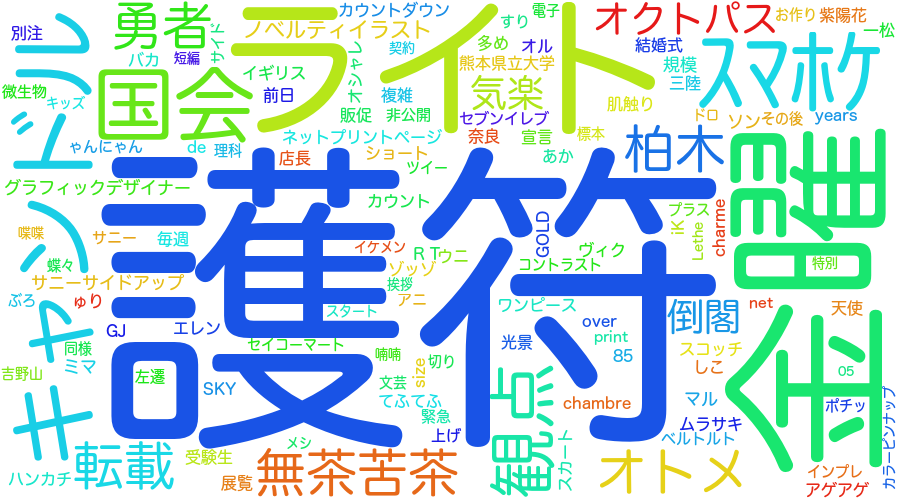 別注
勇者
サイド
カウントダウン
ノベルティイラスト
契約
すり
電子
オクトパス
お作り
紫陽花
一松
バカ
短編
オシャレ
多め
オル
結婚式
スマホケ
ドル
微生物
キッズ
国会
イギリス
前日
ライト
複雑
気楽
熊本県立大学
規模
三陸
販促
非公開
セブンイレブ
肌触り
ドロ
ソン
その後
years
ゃんにゃん
de
理科
店長
ネットプリントページ
奈良
宣言
標本
柏木
金曜
グラフィックデザイナー
ショート
ツイー
あか
喋喋
サニー
毎週
護符
カウント
GOLD
プラス
iK
Lethe
charme
蝶々
イケメン
RT
ウニ
ヴィク
コントラスト
特別
サニーサイドアップ
ゾッソ
挨拶
アニ
ぶろ
ゅり
キャンドル
スタート
ワンピース
倒閣
net
天使
GJ
エレン
over
光景
print
同様
ミマ
セイコーマート
喃喃
切り
size
85
スコッチ
しこ
05
吉野山
左遷
SKY
文芸
てふてふ
観点
chambre
マル
ポチッ
カラーピンナップ
緊急
上げ
ムラサキ
ベルトルト
転載
受験生
メシ
無茶苦茶
スカート
オトメ
インプレ
ハンカチ
展覧
アゲアゲ